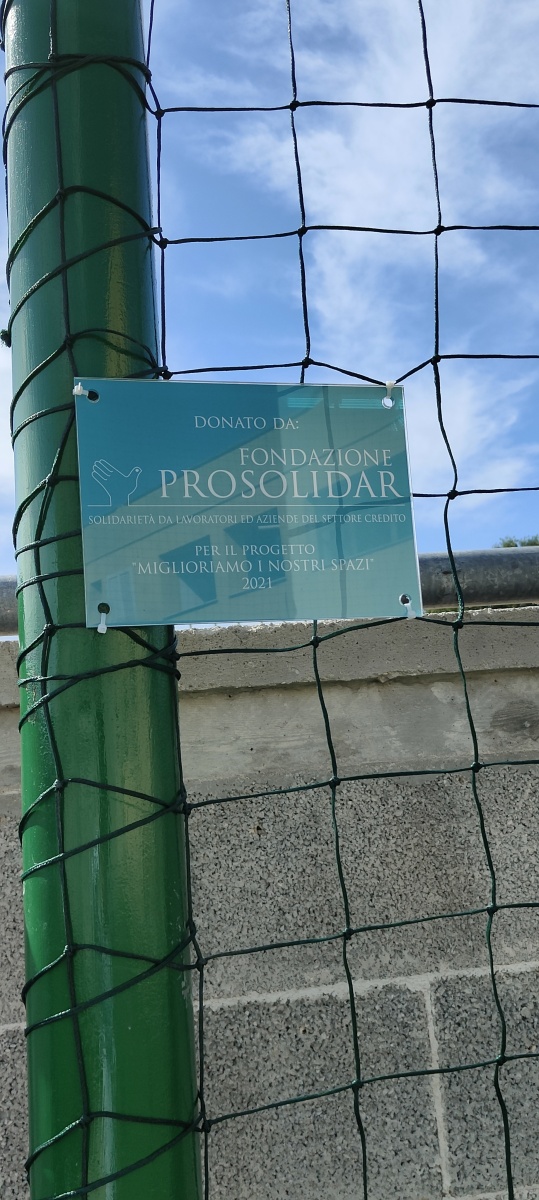 DONATO DA:
FONDAZIONE
PROSOLIDAR
SOLIDARIETÀ DA LAVORATORI ED AZIENDE DEL SETTORE CREDITO
PER IL PROGETTO
"MIGLIORIAMO I NOSTRI SPAZI"
2021